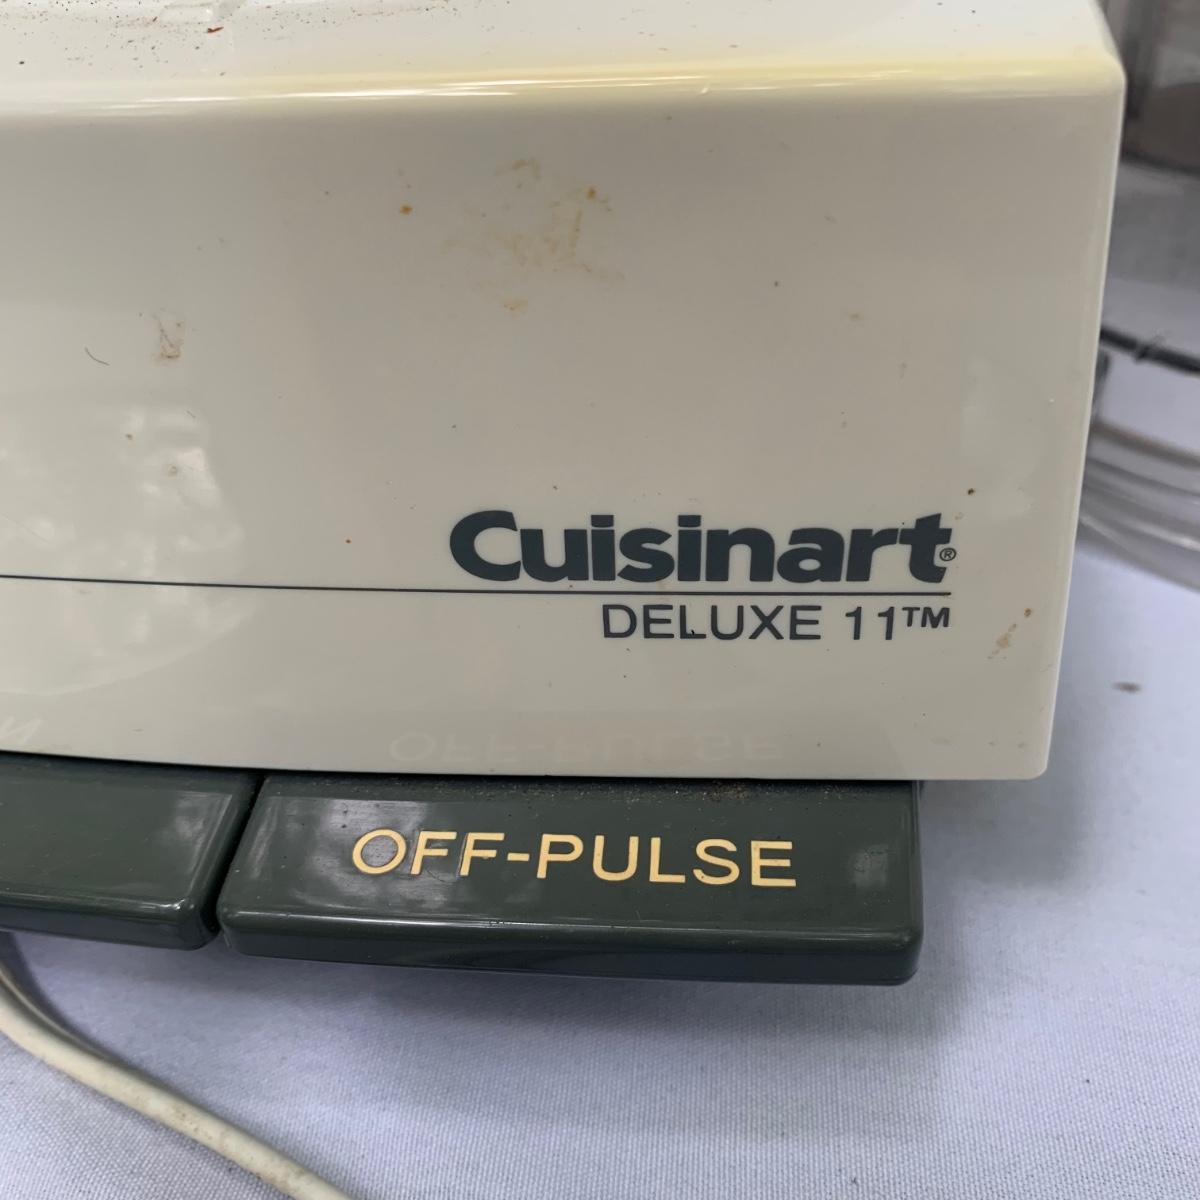 Cuisinart®
DELUXE 11™
OFF-PULSE